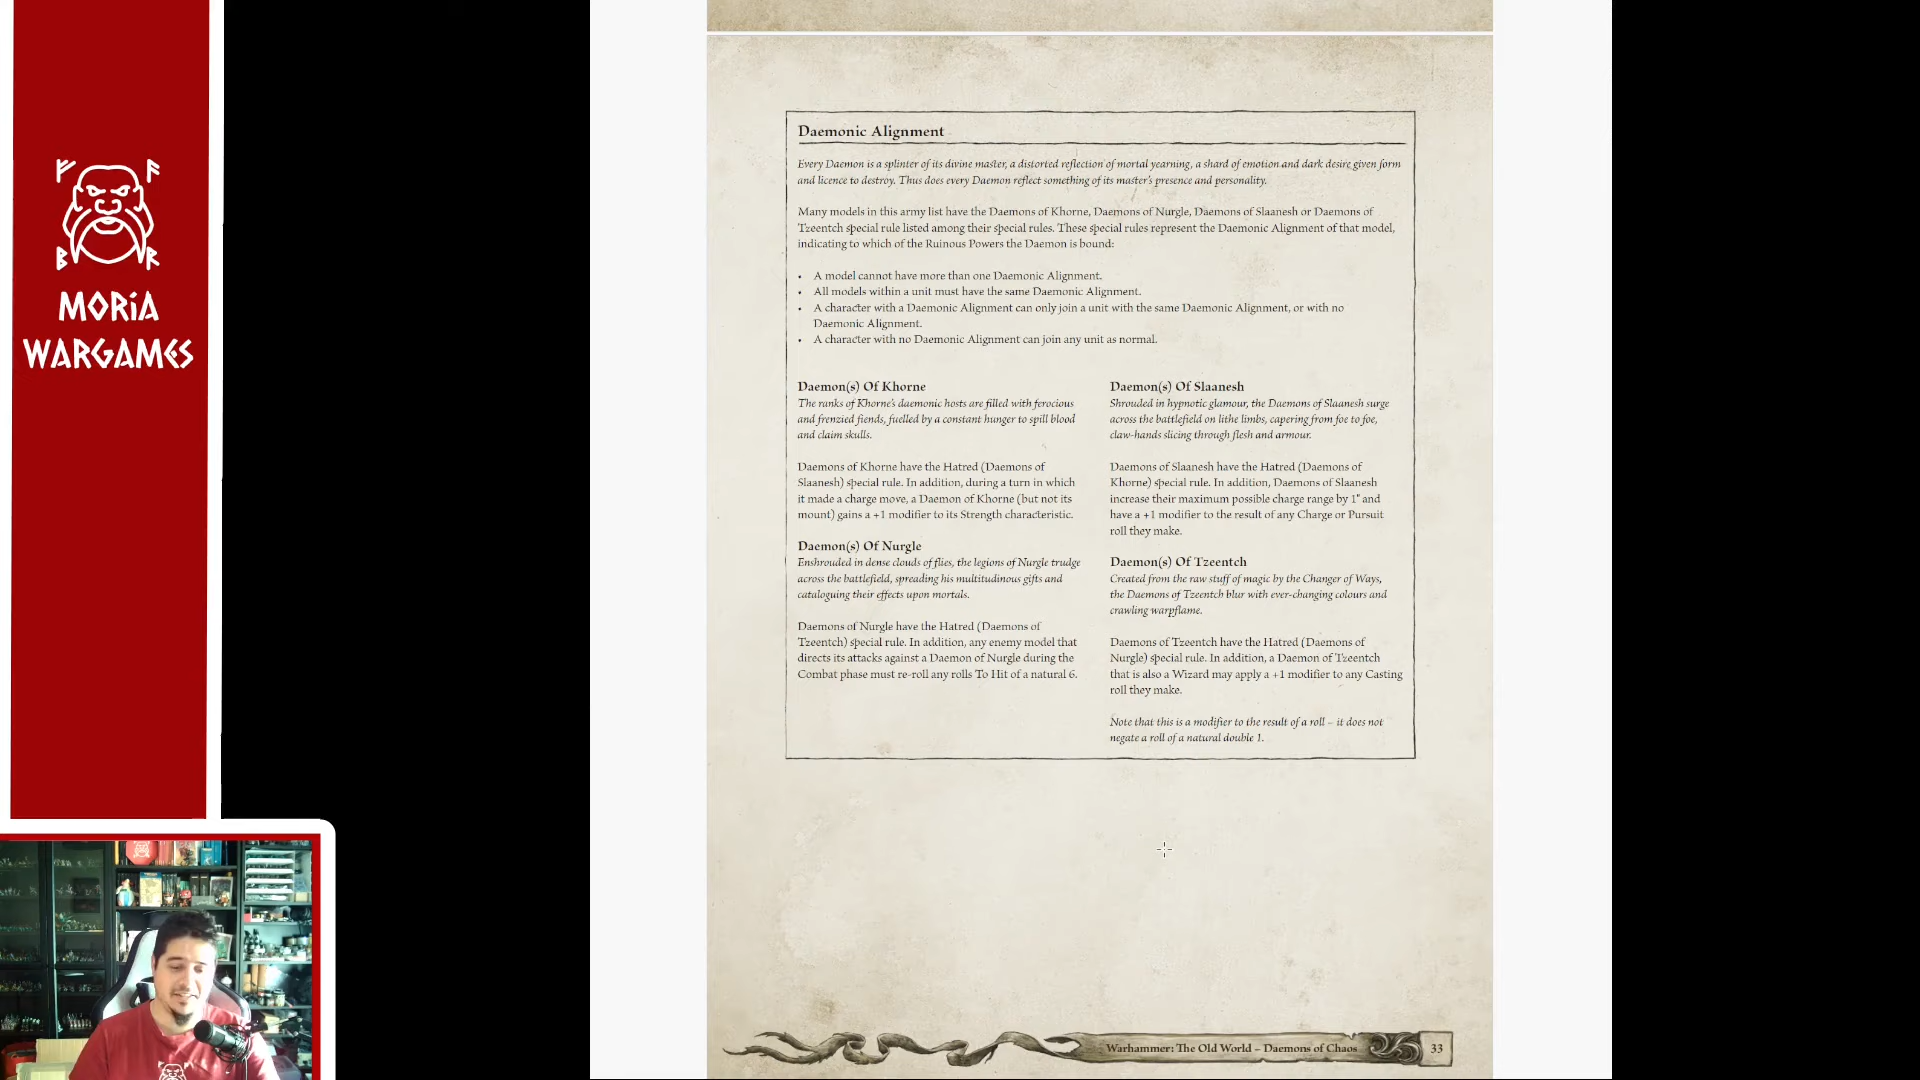 MORiA
WARGAMES
Daemonic Alignment
Every Daemon is a splinter of its divine master, a distorted reflection of mortal yearning, a shard of emotion and dark desire given form
and licence to destroy. Thus does every Daemon reflect something of its master's presence and personality.
Many models in this army list have the Daemons of Khorne, Daemons of Nurgle, Daemons of Slaanesh or Daemons of
Tzeentch special rule listed among their special rules. These special rules represent the Daemonic Alignment of that model,
indicating to which of the Ruinous Powers the Daemon is bound:
• A model cannot have more than one Daemonic Alignment.
• All models within a unit must have the same Daemonic Alignment.
• A character with a Daemonic Alignment can only join a unit with the same Daemonic Alignment, or with no
Daemonic Alignment.
• A character with no Daemonic Alignment can join any unit as normal.
Daemon(s) Of Khorne
The ranks of Khorne's daemonic hosts are filled with ferocious
and frenzied fiends, fuelled by a constant hunger to spill blood
and claim skulls.
Daemons of Khorne have the Hatred (Daemons of
Slaanesh) special rule. In addition, during a turn in which
it made a charge move, a Daemon of Khorne (but not its
mount) gains a +1 modifier to its Strength characteristic.
Daemon(s) Of Nurgle
Enshrouded in dense clouds of flies, the legions of Nurgle trudge
across the battlefield, spreading his multitudinous gifts and
cataloguing their effects upon mortals.
Daemons of Nurgle have the Hatred (Daemons of
Tzeentch) special rule. In addition, any enemy model that
directs its attacks against a Daemon of Nurgle during the
Combat phase must re-roll any rolls To Hit of a natural 6.
Daemon(s) Of Slaanesh
Shrouded in hypnotic glamour, the Daemons of Slaanesh surge
across the battlefield on lithe limbs, capering from foe to foe,
claw-hands slicing through flesh and armour.
Daemons of Slaanesh have the Hatred (Daemons of
Khorne) special rule. In addition, Daemons of Slaanesh
increase their maximum possible charge range by 1" and
have a +1 modifier to the result of any Charge or Pursuit
roll they make.
Daemon(s) Of Tzeentch
Created from the raw stuff of magic by the Changer of Ways,
the Daemons of Tzeentch blur with ever-changing colours and
crawling warpflame.
Daemons of Tzeentch have the Hatred (Daemons of
Nurgle) special rule. In addition, a Daemon of Tzeentch
that is also a Wizard may apply a +1 modifier to any Casting
roll they make.
Note that this is a modifier to the result of a roll – it does not
negate a roll of a natural double 1.
Warhammer: The Old World – Daemons of Chaos 33